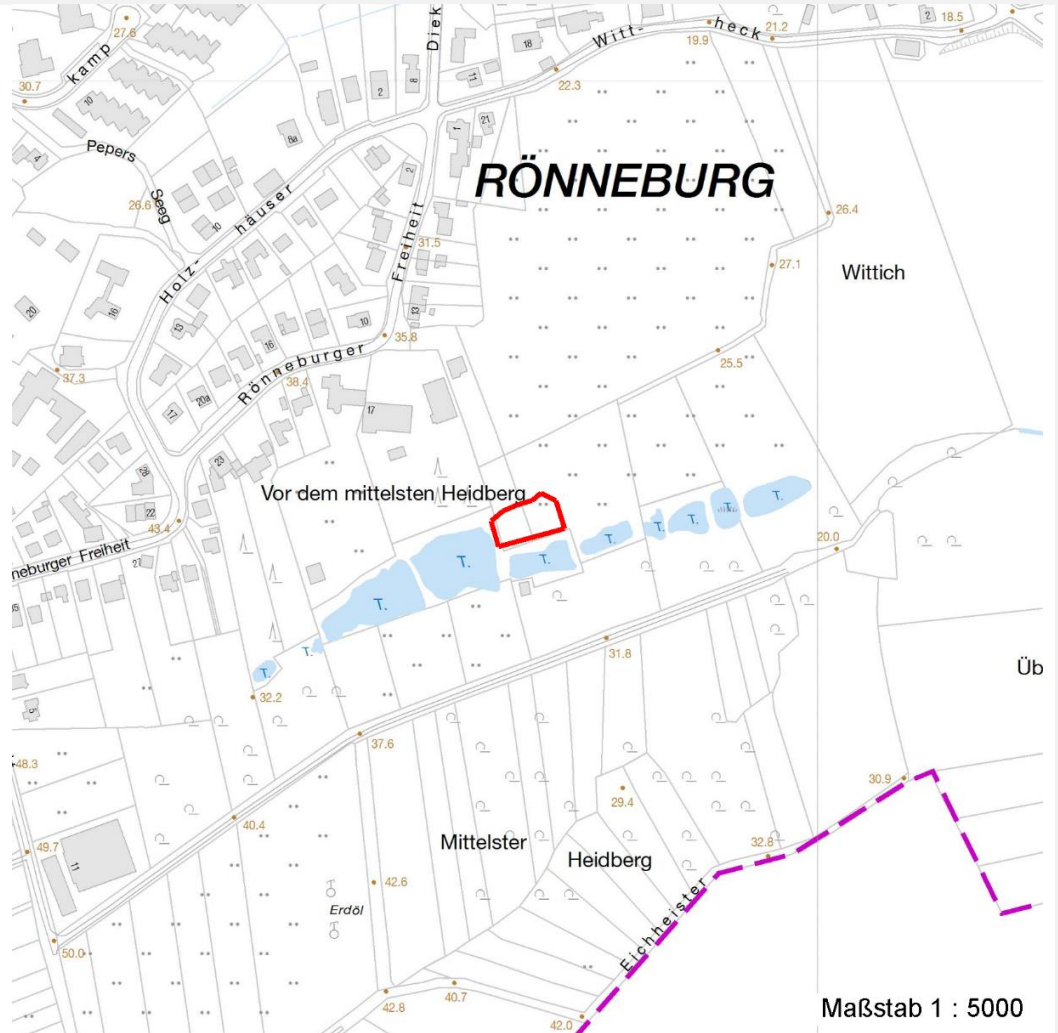 27.6
18.5
21.2
2
Witt-
heck
19.9
Diek
18
kamp
30.7
22.3
11
8
2
10
8a
1
21
Pepers
4
RÖNNEBURG
2
Seeg
26.6
10
häuser
26.4
Freiheit
31.5
27.1
Wittich
Holz-
16
20
13
13
10
35.8
16
25.5
Rönneburger
37.3
38.4
20a
17
17
23
28
Vor dem mittelsten Heidberg
22
43.4
T.
T.
T.
T.
T.
T.
20.0
neburger Freiheit
27
T.
T.
35
31.8
T.
T.
Üb
32.2
5
37.6
48.3
30.9
29.4
40.4
49.7
Mittelster
Heidberg
32.8
11
42.6
Erdöl
Eichheister
50.0
40.7
42.8
42.0
Maßstab 1 : 5000